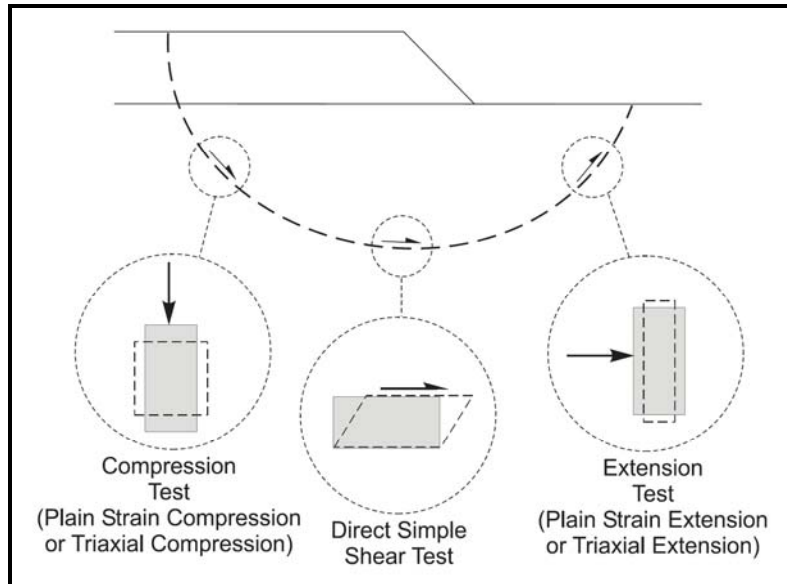 Compression
Test
(Plain Strain Compression
or Triaxial Compression)
Direct Simple
Shear Test
Extension
Test
(Plain Strain Extension
or Triaxial Extension)